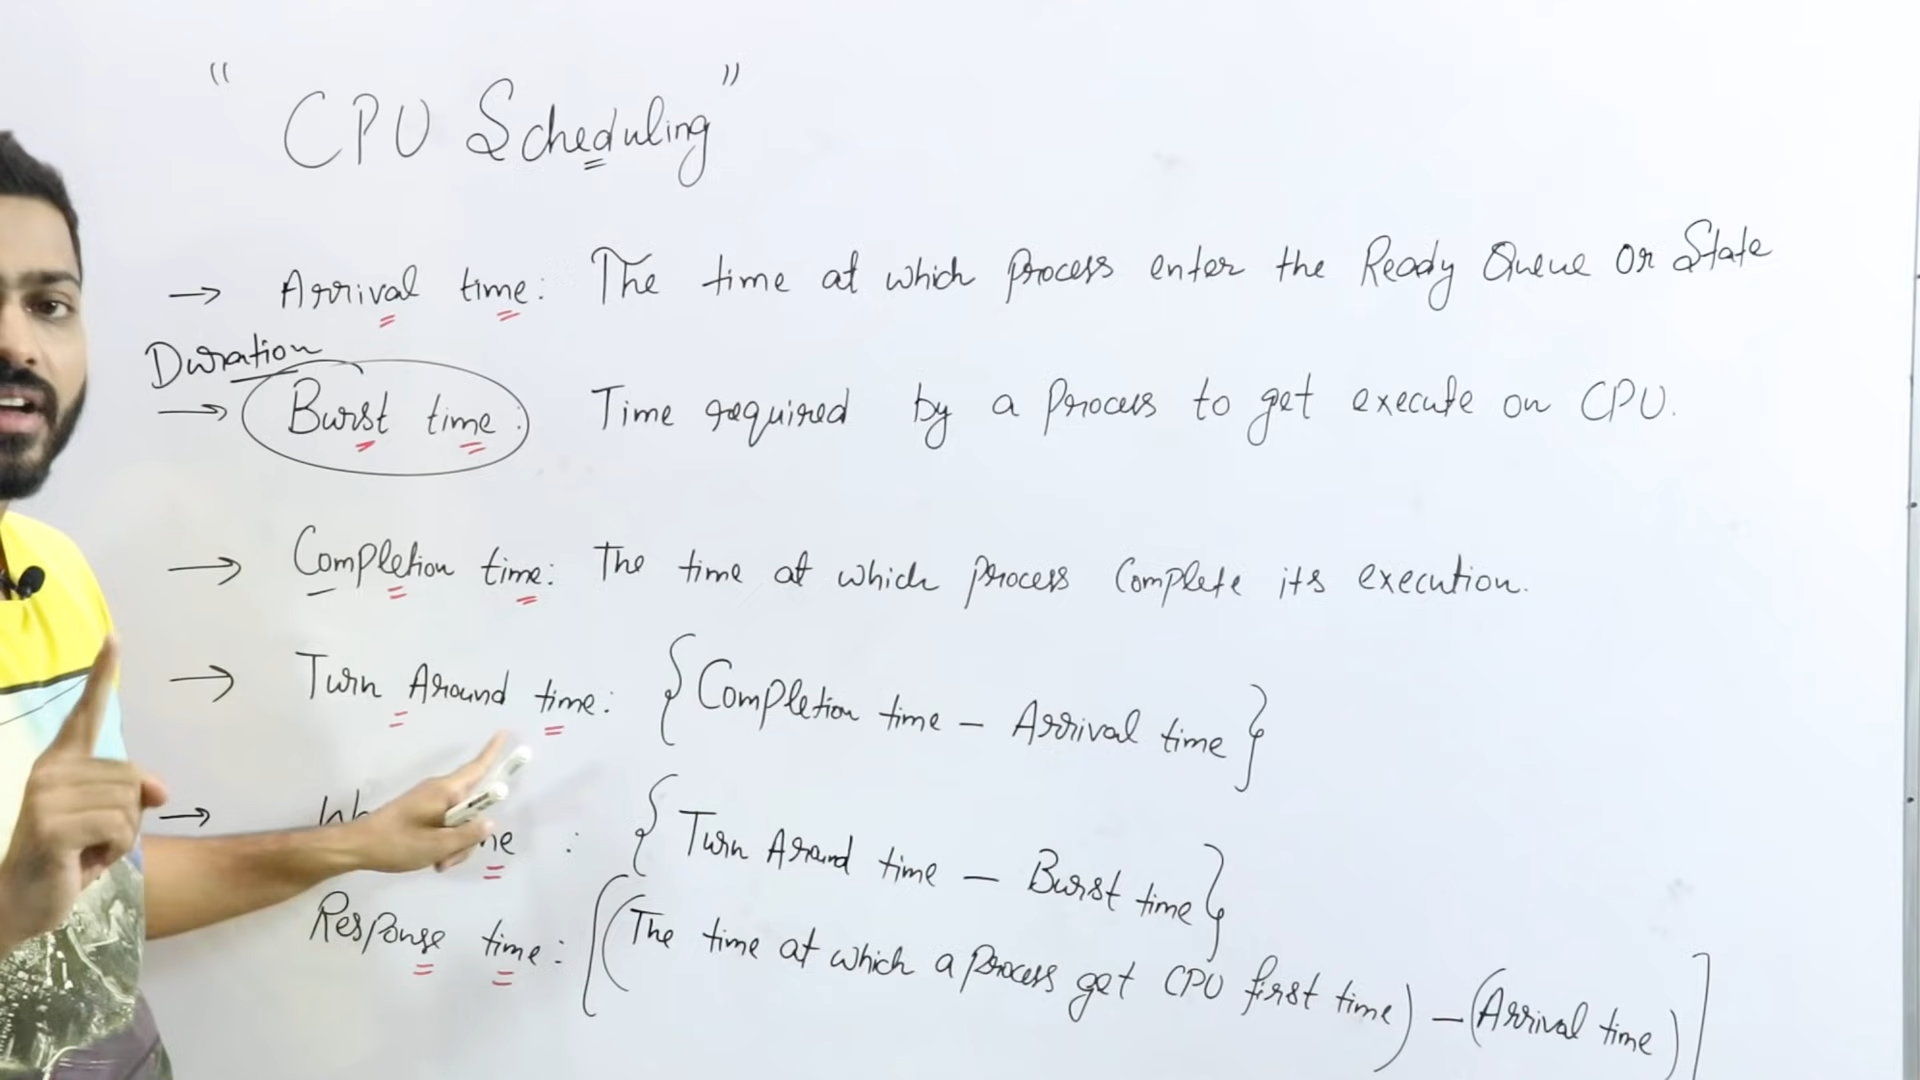 " CPU Scheduling "
→ Arrival time: The time at which process enter the Ready Queue or State
Duration
→ Burst time: Time required by a process to get execute on CPU.
→ Completion time: The time at which process Complete its execution.
→ Turn Around time: {Completion time - Arrival time}
→ : {Turn Around time - Burst time}
Response time: [(The time at which a process get CPU first time) - (Arrival time)]